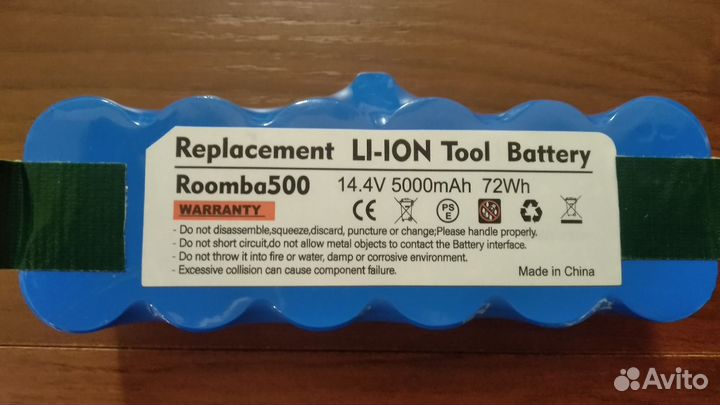 Replacement LI-ION Tool Battery
Roomba500 14.4V 5000mAh 72Wh
WARRANTY CE PS E
- Do not disassemble,squeeze,discard, puncture or change;Please handle properly.
- Do not short circuit,do not allow metal objects to contact the Battery interface.
- Do not throw it into fire or water, damp or corrosive environment.
- Excessive collision can cause component failure. Made in China
Avito